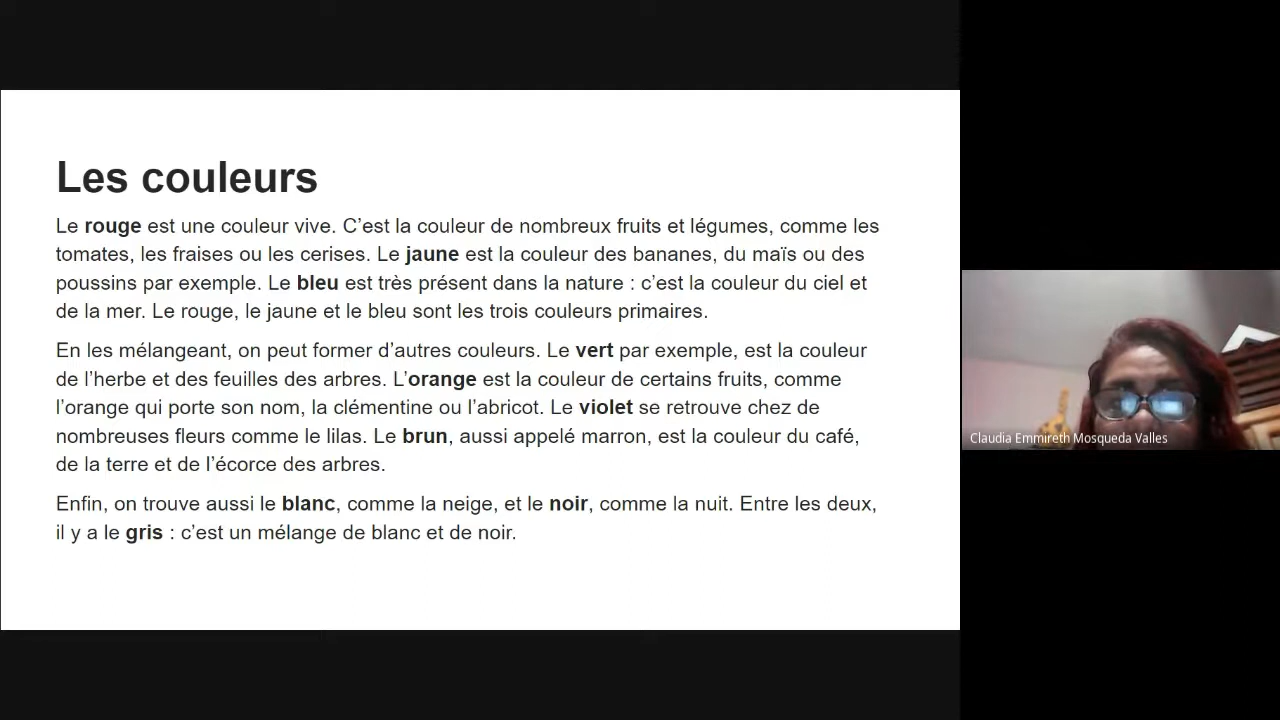 Les couleurs
Le rouge est une couleur vive. C’est la couleur de nombreux fruits et légumes, comme les
tomates, les fraises ou les cerises. Le jaune est la couleur des bananes, du maïs ou des
poussins par exemple. Le bleu est très présent dans la nature : c’est la couleur du ciel et
de la mer. Le rouge, le jaune et le bleu sont les trois couleurs primaires.
En les mélangeant, on peut former d’autres couleurs. Le vert par exemple, est la couleur
de l’herbe et des feuilles des arbres. L’orange est la couleur de certains fruits, comme
l’orange qui porte son nom, la clémentine ou l’abricot. Le violet se retrouve chez de
nombreuses fleurs comme le lilas. Le brun, aussi appelé marron, est la couleur du café,
de la terre et de l’écorce des arbres.
Enfin, on trouve aussi le blanc, comme la neige, et le noir, comme la nuit. Entre les deux,
il y a le gris : c’est un mélange de blanc et de noir.
Claudia Emmireth Mosqueda Valles